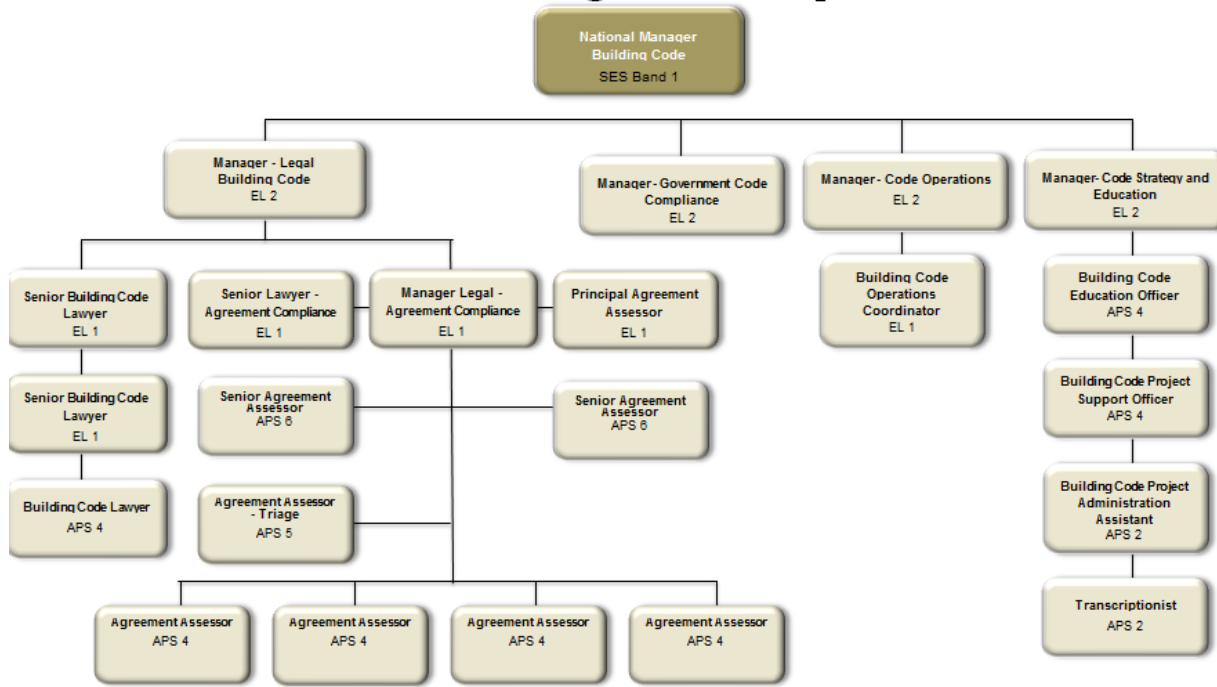 National Manager
Building Code
SES Band 1
Manager - Legal
Building Code
EL 2
Manager- Government Code
Compliance
EL 2
Manager- Code Operations
EL 2
Manager- Code Strategy and
Education
EL 2
Senior Building Code
Lawyer
EL 1
Senior Lawyer -
Agreement Compliance
EL 1
Manager Legal -
Agreement Compliance
EL 1
Principal Agreement
Assessor
EL 1
Building Code
Operations
Coordinator
EL 1
Building Code
Education Officer
APS 4
Senior Building Code
Lawyer
EL 1
Senior Agreement
Assessor
APS 6
Senior Agreement
Assessor
APS 6
Building Code Project
Support Officer
APS 4
Building Code Lawyer
APS 4
Agreement Assessor
- Triage
APS 5
Building Code Project
Administration
Assistant
APS 2
Agreement Assessor
APS 4
Agreement Assessor
APS 4
Agreement Assessor
APS 4
Agreement Assessor
APS 4
Transcriptionist
APS 2